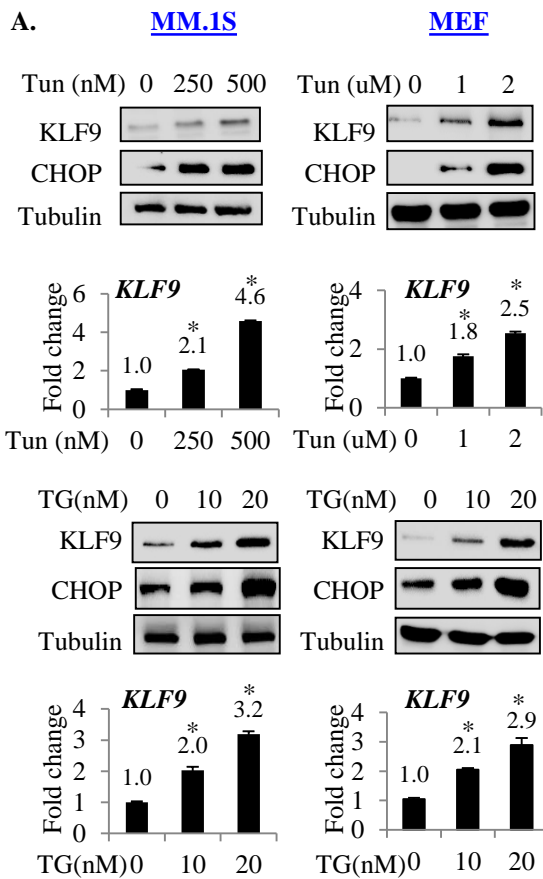 A. MM.1S MEF
Tun (nM) 0 250 500
KLF9
CHOP
Tubulin
Tun (uM) 0 1 2
KLF9
CHOP
Tubulin
KLF9
Fold change
6
4
2
0
1.0
*
2.1
*
4.6
Tun (nM) 0 250 500
KLF9
Fold change
4
2
0
1.0
*
1.8
*
2.5
Tun (uM) 0 1 2
TG(nM) 0 10 20
KLF9
CHOP
Tubulin
TG(nM) 0 10 20
KLF9
CHOP
Tubulin
KLF9
Fold change
4
3
2
1
0
1.0
*
2.0
*
3.2
TG(nM) 0 10 20
KLF9
Fold change
4
3
2
1
0
1.0
*
2.1
*
2.9
TG(nM) 0 10 20